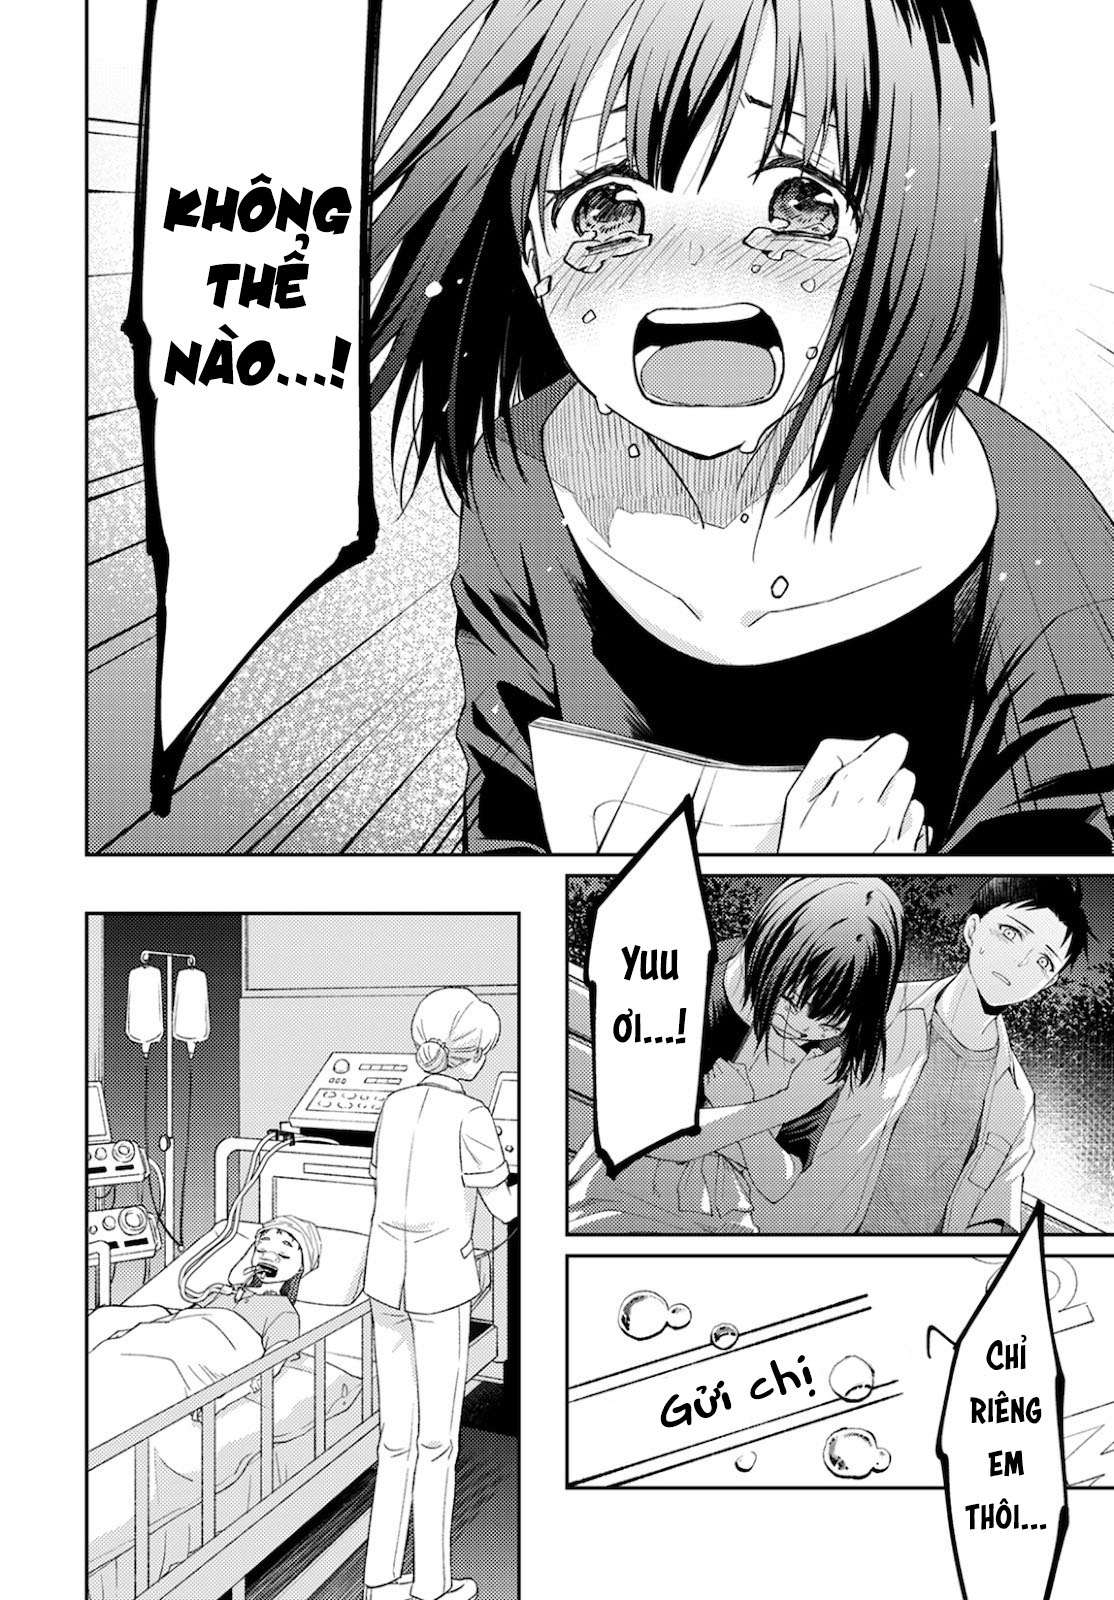 KHÔNG
THỂ
NÀO...!
YUU
ƠI...!
CHỈ
RIÊNG
EM
THÔI...
Gửi chị